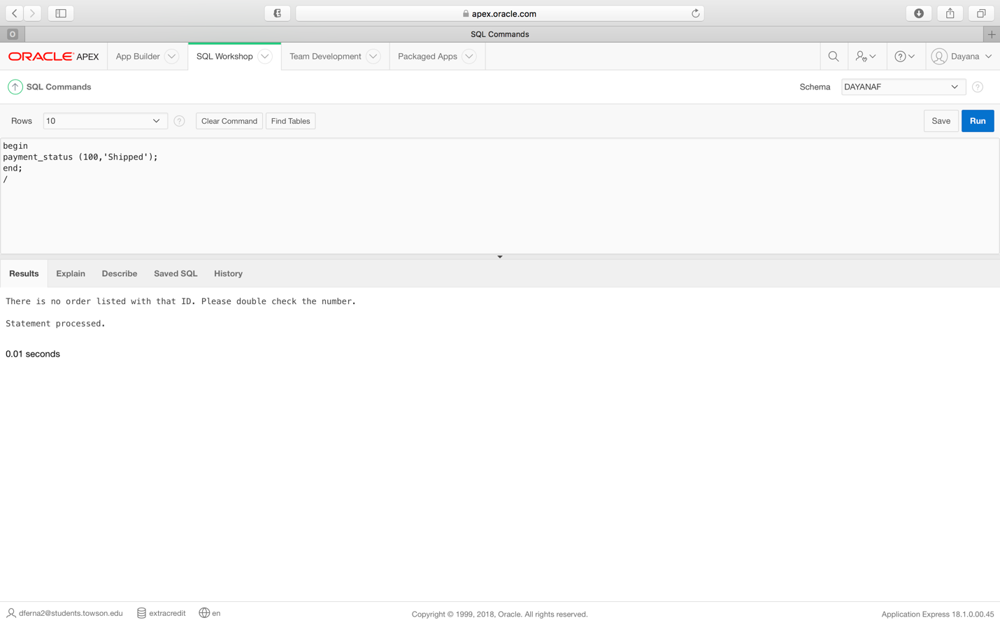 apex.oracle.com
O
SQL Commands
ORACLE APEX
App Builder
SQL Workshop
Team Development
Packaged Apps
Dayana
SQL Commands
Schema
DAYANAF
?
Rows
10
?
Clear Command
Find Tables
Save
Run
begin
payment_status (100,'Shipped');
end;
/
Results
Explain
Describe
Saved SQL
History
There is no order listed with that ID. Please double check the number.
Statement processed.
0.01 seconds
dferna2@students.towson.edu
extracredit
en
Copyright © 1999, 2018, Oracle. All rights reserved.
Application Express 18.1.0.00.45